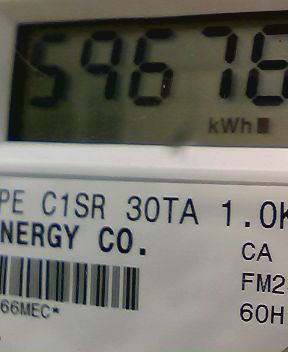 59676
kWh
PE C1SR 30TA 1.0K
NERGY CO.
CA
FM2
66MEC*
60H